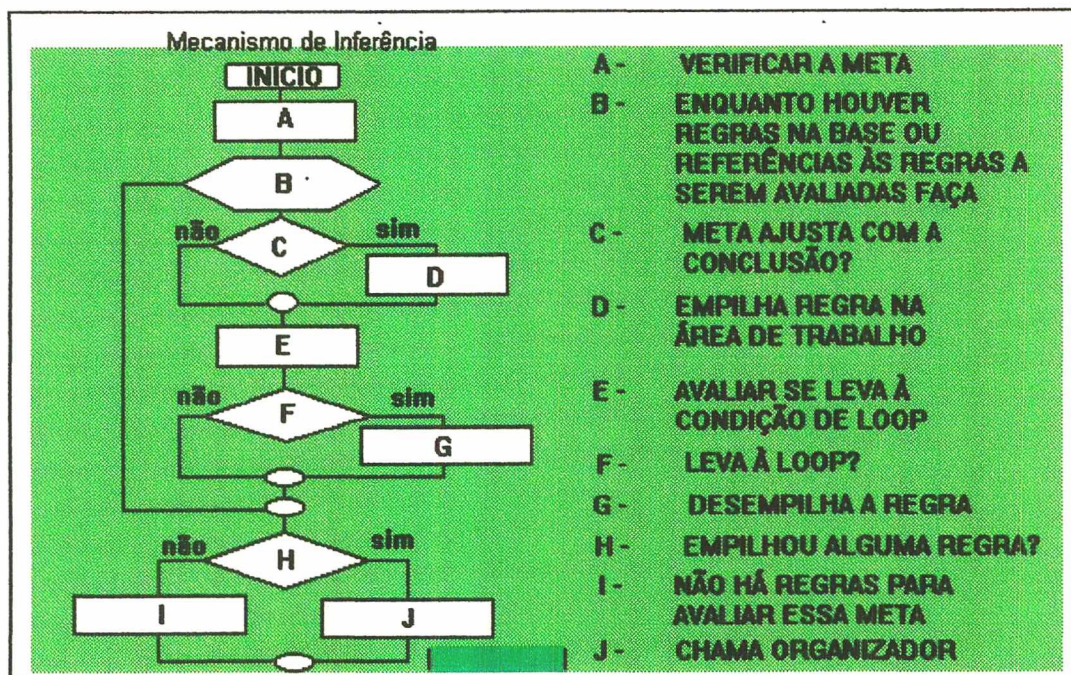 Mecanismo de Inferência
INICIO
A
B
não
sim
C
D
E
não
sim
F
G
não
sim
H
I
J
A - VERIFICAR A META
B - ENQUANTO HOUVER
REGRAS NA BASE OU
REFERÊNCIAS ÀS REGRAS A
SEREM AVALIADAS FAÇA
C - META AJUSTA COM A
CONCLUSÃO?
D - EMPILHA REGRA NA
ÁREA DE TRABALHO
E - AVALIAR SE LEVA À
CONDIÇÃO DE LOOP
F - LEVA À LOOP?
G - DESEMPILHA A REGRA
H - EMPILHOU ALGUMA REGRA?
I - NÃO HÁ REGRAS PARA
AVALIAR ESSA META
J - CHAMA ORGANIZADOR